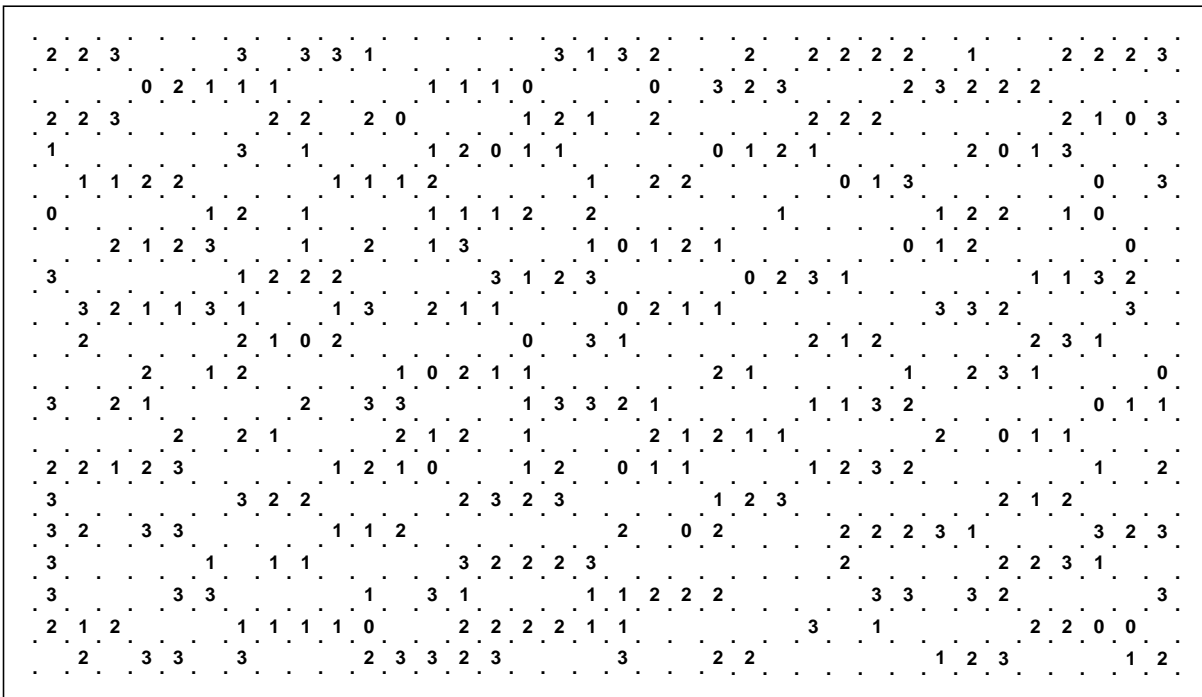 2 2 3 3 3 3 1 3 1 3 2 2 2 2 2 2 1 2 2 2 3
0 2 1 1 1 1 1 1 0 0 3 2 3 2 3 2 2 2
2 2 3 2 2 2 0 1 2 1 2 2 2 2 2 1 0 3
1 3 1 1 2 0 1 1 0 1 2 1 2 0 1 3
1 1 2 2 1 1 1 2 1 2 2 0 1 3 0 3
0 1 2 1 1 1 1 2 2 1 1 2 2 1 0
2 1 2 3 1 2 1 3 1 0 1 2 1 0 1 2 0
3 1 2 2 2 3 1 2 3 0 2 3 1 1 1 3 2
3 2 1 1 3 1 1 3 2 1 1 0 2 1 1 3 3 2 3
2 2 1 0 2 0 3 1 2 1 2 2 3 1
2 1 2 1 0 2 1 1 2 1 1 2 3 1 0
3 2 1 2 3 3 1 3 3 2 1 1 1 3 2 0 1 1
2 2 1 2 1 2 1 2 1 2 1 1 2 0 1 1
2 2 1 2 3 1 2 1 0 1 2 0 1 1 1 2 3 2 1 2
3 3 2 2 2 3 2 3 1 2 3 2 1 2
3 2 3 3 1 1 2 2 0 2 2 2 2 3 1 3 2 3
3 1 1 1 3 2 2 2 3 2 2 2 3 1
3 3 3 1 3 1 1 1 2 2 2 3 3 3 2 3
2 1 2 1 1 1 1 0 2 2 2 2 1 1 3 1 2 2 0 0
2 3 3 3 2 3 3 2 3 3 2 2 1 2 3 1 2